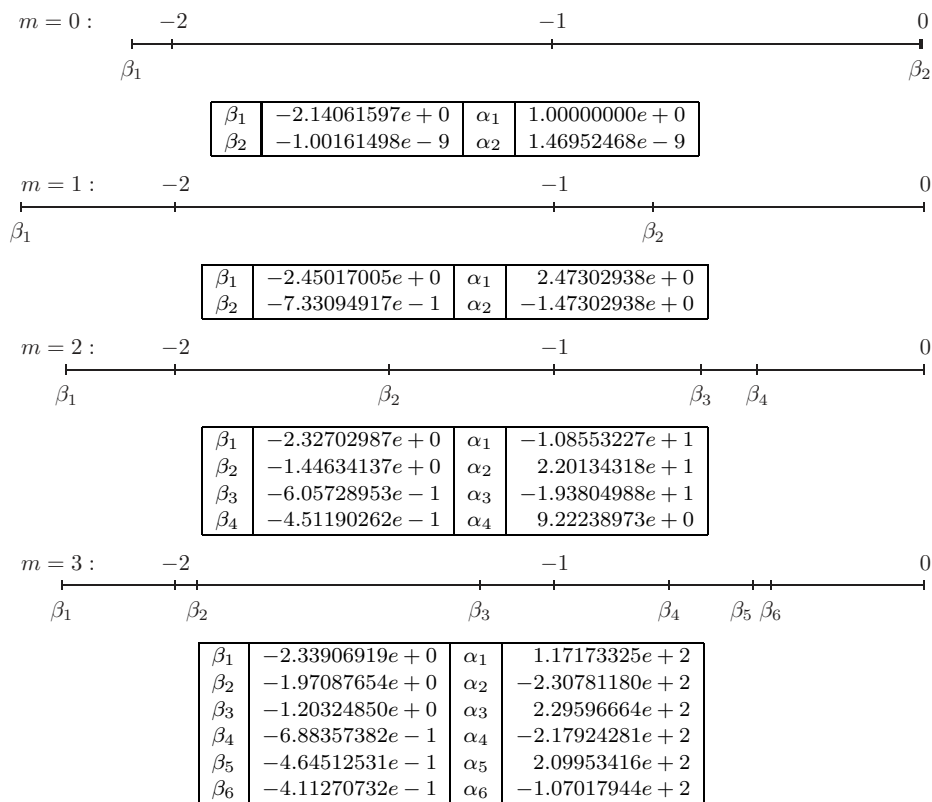 m = 0 : −2 −1 0
β₁ β₂
β₁ −2.14061597e + 0 α₁ 1.00000000e + 0
β₂ −1.00161498e − 9 α₂ 1.46952468e − 9
m = 1 : −2 −1 0
β₁ β₂
β₁ −2.45017005e + 0 α₁ 2.47302938e + 0
β₂ −7.33094917e − 1 α₂ −1.47302938e + 0
m = 2 : −2 −1 0
β₁ β₂ β₃ β₄
β₁ −2.32702987e + 0 α₁ −1.08553227e + 1
β₂ −1.44634137e + 0 α₂ 2.20134318e + 1
β₃ −6.05728953e − 1 α₃ −1.93804988e + 1
β₄ −4.51190262e − 1 α₄ 9.22238973e + 0
m = 3 : −2 −1 0
β₁ β₂ β₃ β₄ β₅ β₆
β₁ −2.33906919e + 0 α₁ 1.17173325e + 2
β₂ −1.97087654e + 0 α₂ −2.30781180e + 2
β₃ −1.20324850e + 0 α₃ 2.29596664e + 2
β₄ −6.88357382e − 1 α₄ −2.17924281e + 2
β₅ −4.64512531e − 1 α₅ 2.09953416e + 2
β₆ −4.11270732e − 1 α₆ −1.07017944e + 2